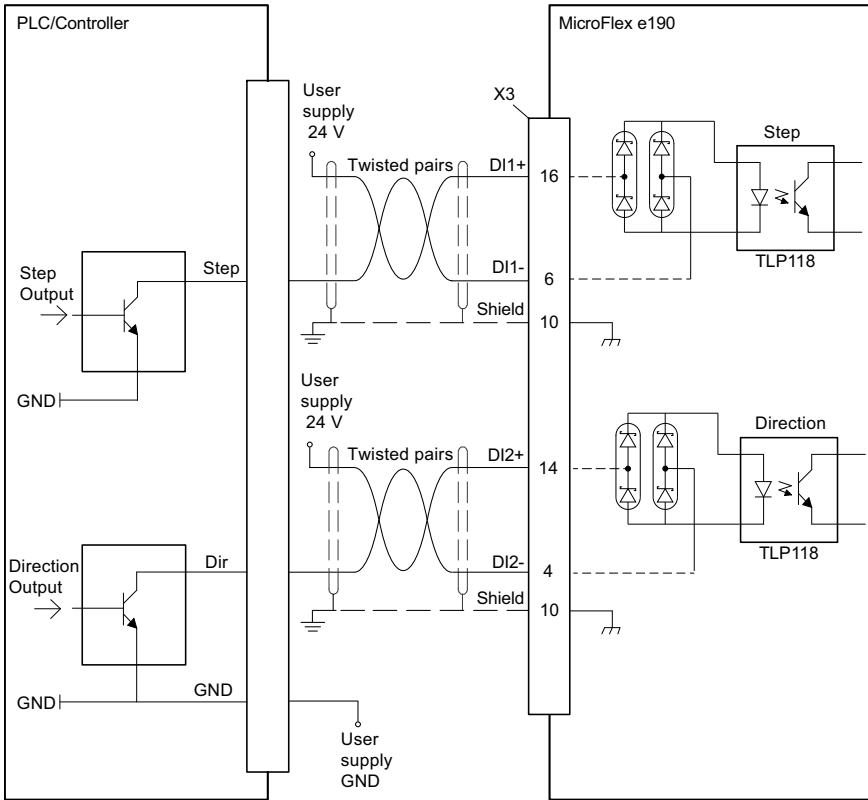 PLC/Controller
MicroFlex e190
User
supply
24 V
X3
Twisted pairs
DI1+
16
Step
TLP118
Step
Output
Step
DI1-
6
Shield
10
GND
User
supply
24 V
Twisted pairs
DI2+
14
Direction
TLP118
Direction
Output
Dir
DI2-
4
Shield
10
GND
GND
User
supply
GND